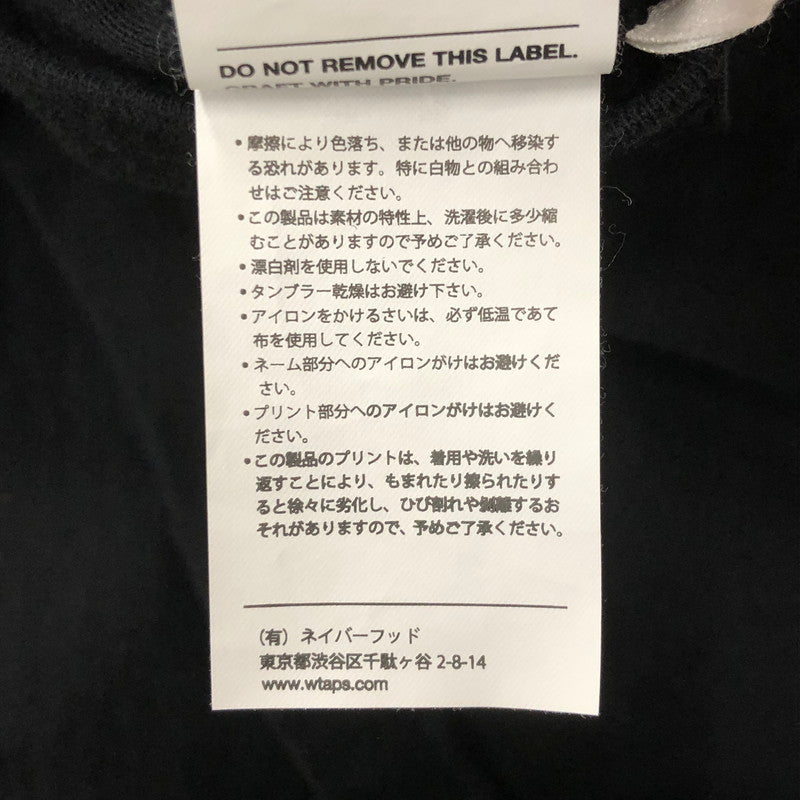 DO NOT REMOVE THIS LABEL.
CRAFT WITH PRIDE.
• 摩擦により色落ち、または他の物へ移染す
る恐れがあります。特に白物との組み合わ
せはご注意ください。
• この製品は素材の特性上、洗濯後に多少縮
むことがありますので予めご了承ください。
• 漂白剤を使用しないでください。
• タンブラー乾燥はお避け下さい。
• アイロンをかけるさいは、必ず低温であて
布を使用してください。
• ネーム部分へのアイロンがけはお避けくだ
さい。
• プリント部分へのアイロンがけはお避けく
ださい。
• この製品のプリントは、着用や洗いを繰り
返すことにより、もまれたり擦られたりす
ると徐々に劣化し、ひび割れや剥離するお
それがありますので、予めご了承ください。
(有) ネイバーフッド
東京都渋谷区千駄ヶ谷 2-8-14
www.wtaps.com